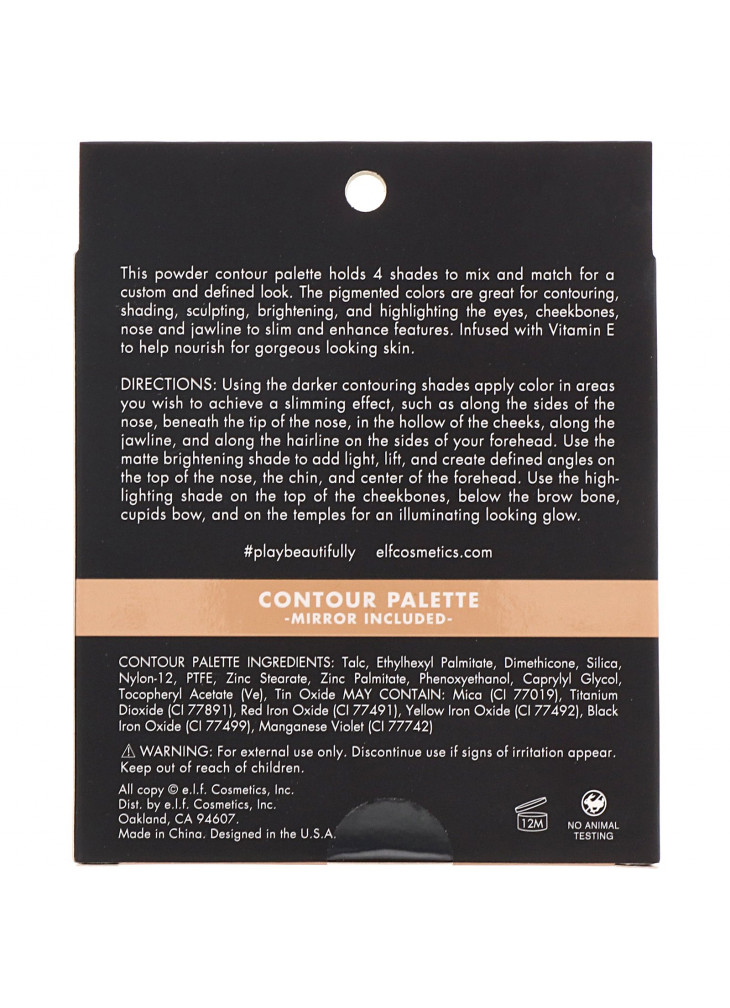 This powder contour palette holds 4 shades to mix and match for a
custom and defined look. The pigmented colors are great for contouring,
shading, sculpting, brightening, and highlighting the eyes, cheekbones,
nose and jawline to slim and enhance features. Infused with Vitamin E
to help nourish for gorgeous looking skin.
DIRECTIONS: Using the darker contouring shades apply color in areas
you wish to achieve a slimming effect, such as along the sides of the
nose, beneath the tip of the nose, in the hollow of the cheeks, along the
jawline, and along the hairline on the sides of your forehead. Use the
matte brightening shade to add light, lift, and create defined angles on
the top of the nose, the chin, and center of the forehead. Use the high-
lighting shade on the top of the cheekbones, below the brow bone,
cupids bow, and on the temples for an illuminating looking glow.
#playbeautifully elfcosmetics.com
CONTOUR PALETTE
-MIRROR INCLUDED-
CONTOUR PALETTE INGREDIENTS: Talc, Ethylhexyl Palmitate, Dimethicone, Silica,
Nylon-12, PTFE, Zinc Stearate, Zinc Palmitate, Phenoxyethanol, Caprylyl Glycol,
Tocopheryl Acetate (Ve), Tin Oxide MAY CONTAIN: Mica (CI 77019), Titanium
Dioxide (CI 77891), Red Iron Oxide (CI 77491), Yellow Iron Oxide (CI 77492), Black
Iron Oxide (CI 77499), Manganese Violet (CI 77742)
⚠ WARNING: For external use only. Discontinue use if signs of irritation appear.
Keep out of reach of children.
All copy © e.l.f. Cosmetics, Inc.
Dist. by e.l.f. Cosmetics, Inc.
Oakland, CA 94607.
Made in China. Designed in the U.S.A.
12M
NO ANIMAL
TESTING